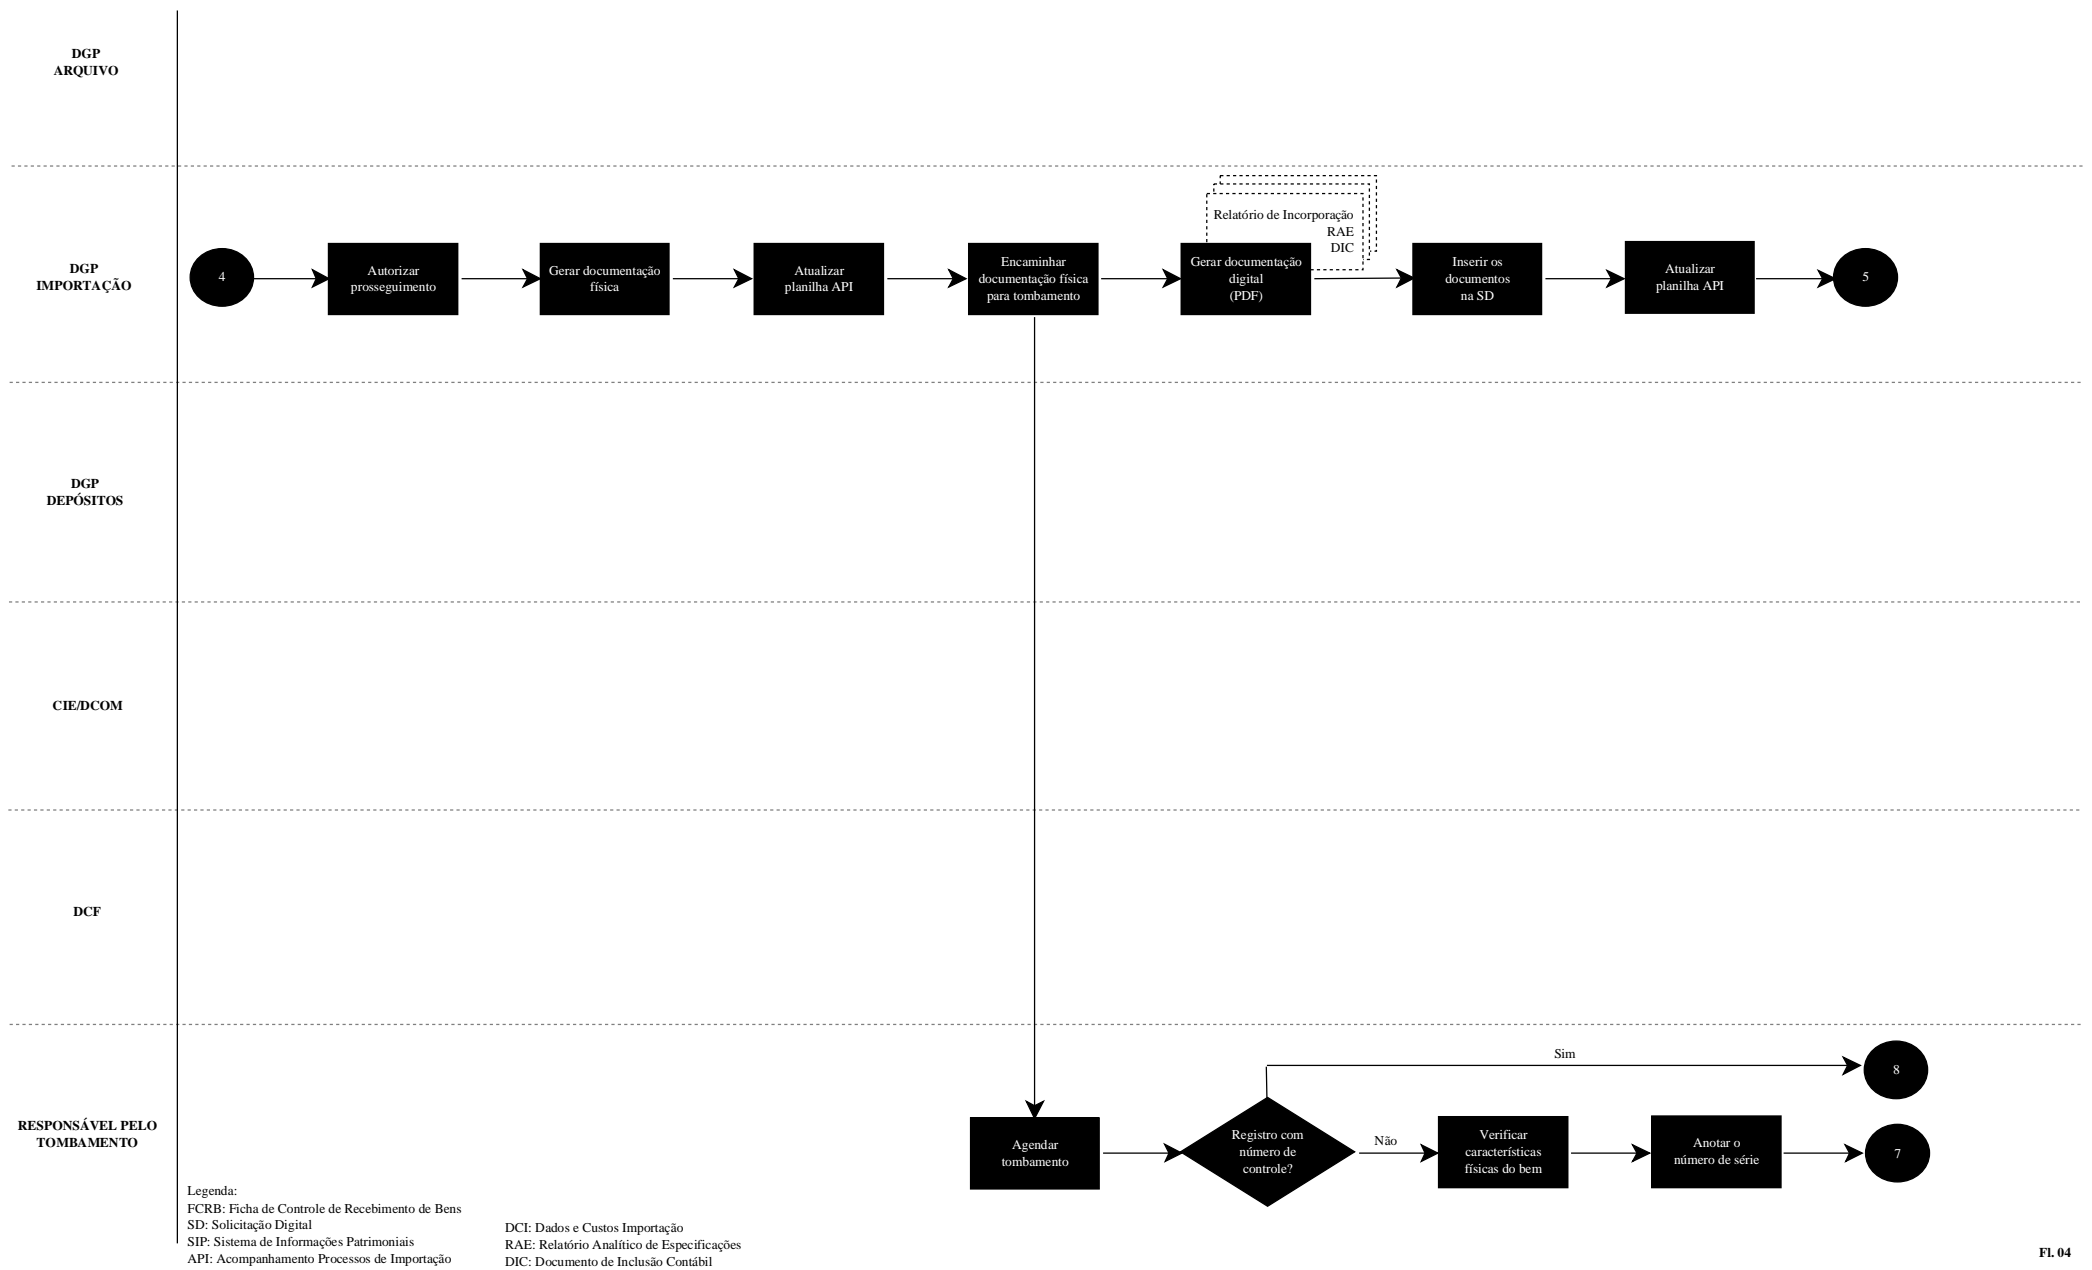 DGP
ARQUIVO
DGP
IMPORTAÇÃO
4
Autorizar
prosseguimento
Gerar documentação
física
Atualizar
planilha API
Encaminhar
documentação física
para tombamento
Relatório de Incorporação
RAE
DIC
Gerar documentação
digital
(PDF)
Inserir os
documentos
na SD
Atualizar
planilha API
5
DGP
DEPÓSITOS
CIE/DCOM
DCF
RESPONSÁVEL PELO
TOMBAMENTO
Agendar
tombamento
Registro com
número de
controle?
Sim
8
Não
Verificar
características
físicas do bem
Anotar o
número de série
7
Legenda:
FCRB: Ficha de Controle de Recebimento de Bens
SD: Solicitação Digital
SIP: Sistema de Informações Patrimoniais
API: Acompanhamento Processos de Importação
DCI: Dados e Custos Importação
RAE: Relatório Analítico de Especificações
DIC: Documento de Inclusão Contábil
Fl. 04